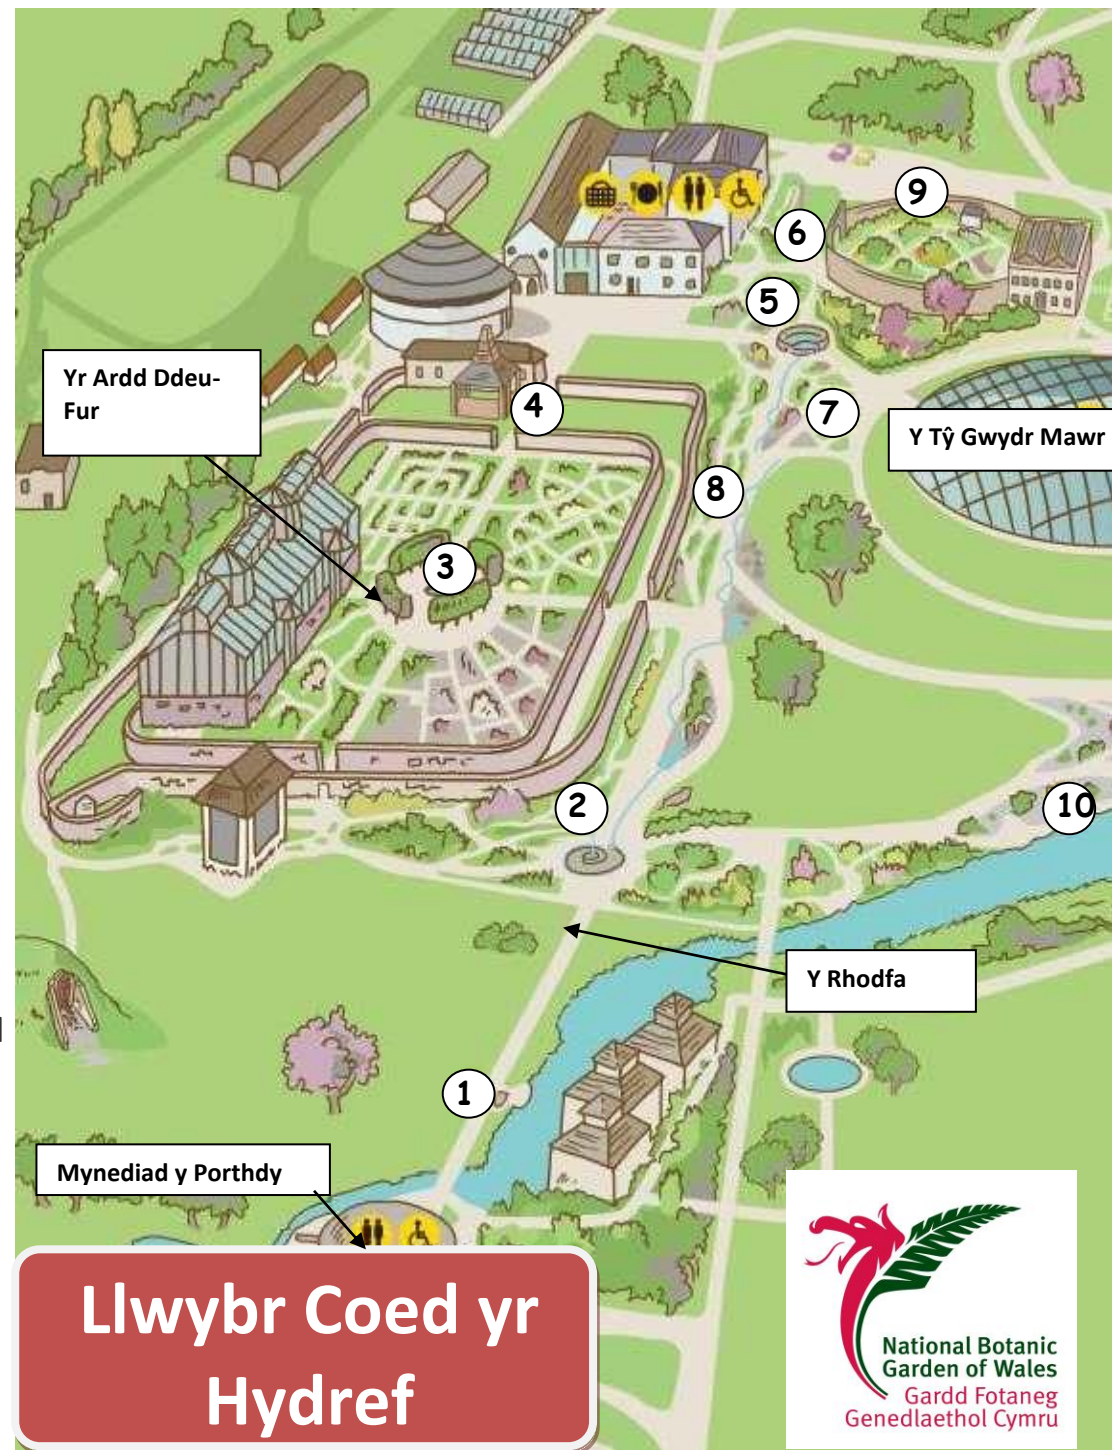 9
6
5
Yr Ardd Ddeu-
Fur
4
7
Y Tŷ Gwydr Mawr
8
3
2
10
Y Rhodfa
1
Mynediad y Porthdy
Llwybr Coed yr
Hydref
National Botanic
Garden of Wales
Gardd Fotaneg
Genedlaethol Cymru